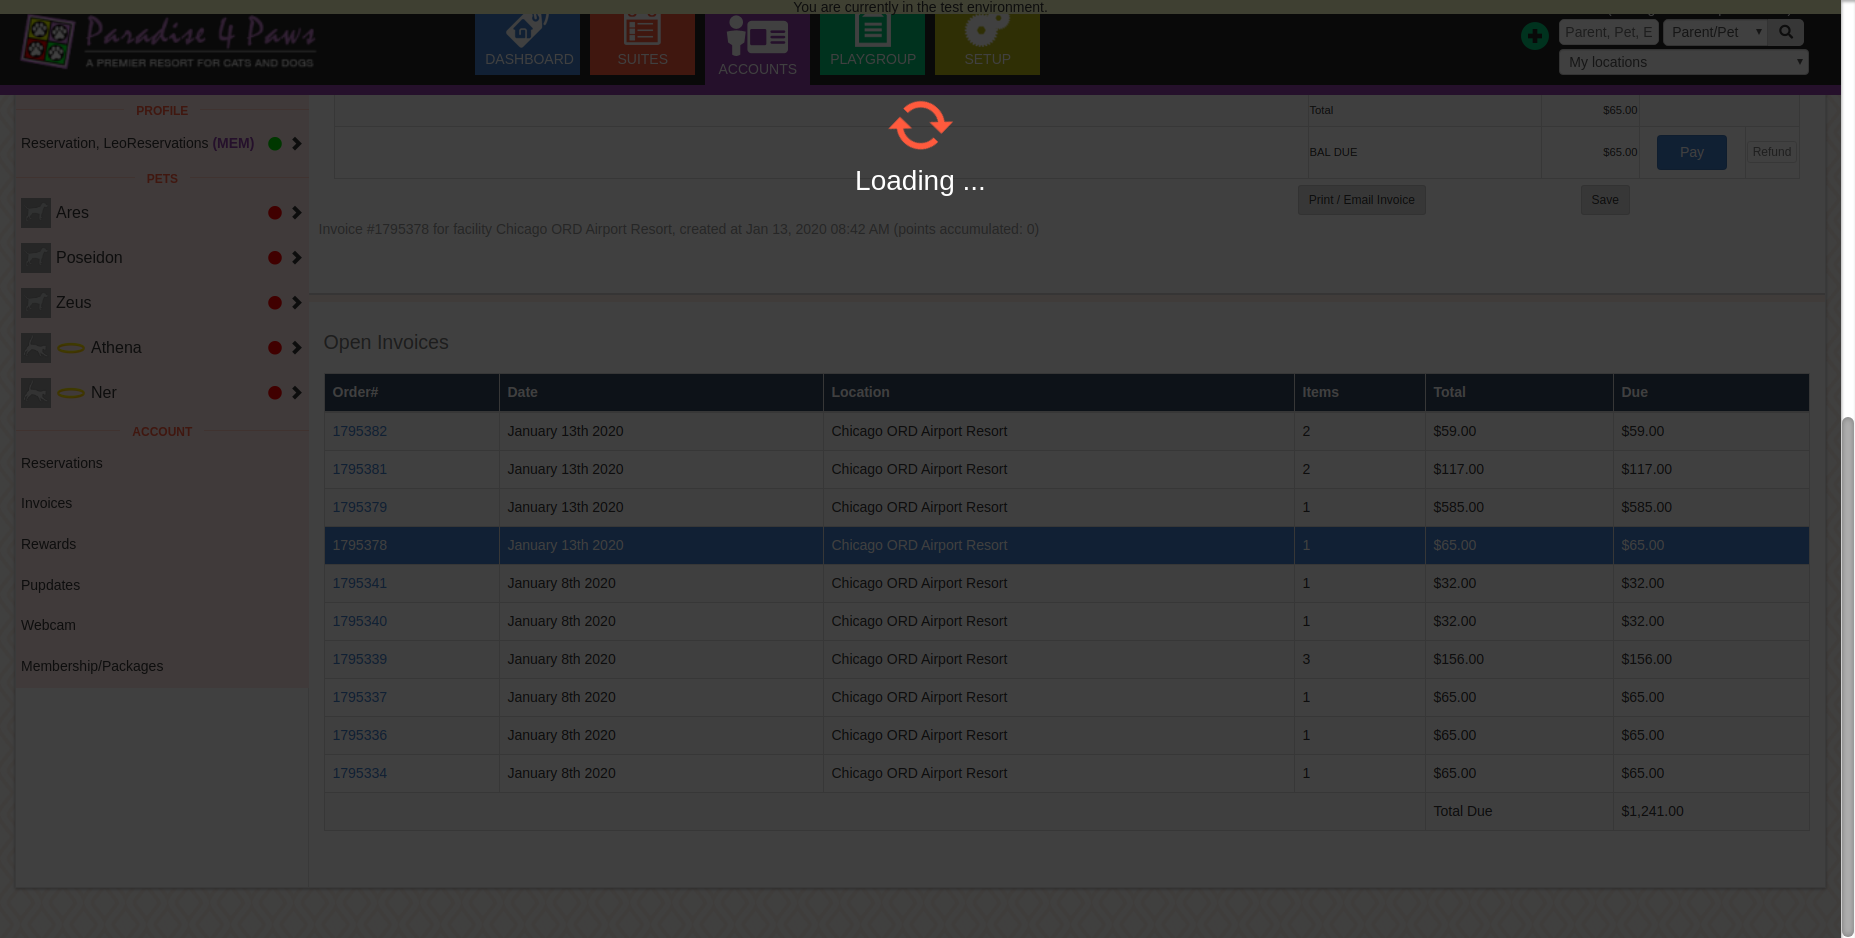 You are currently in the test environment.
Paradise 4 Paws
A PREMIER RESORT FOR CATS AND DOGS
DASHBOARD
SUITES
ACCOUNTS
PLAYGROUP
SETUP
Parent, Pet, E
Parent/Pet
My locations
PROFILE
Reservation, LeoReservations (MEM)
PETS
Ares
Poseidon
Zeus
Athena
Ner
ACCOUNT
Reservations
Invoices
Rewards
Pupdates
Webcam
Membership/Packages
Total $65.00
BAL DUE $65.00 Pay Refund
Loading ...
Print / Email Invoice Save
Invoice #1795378 for facility Chicago ORD Airport Resort, created at Jan 13, 2020 08:42 AM (points accumulated: 0)
Open Invoices
Order# Date Location Items Total Due
1795382 January 13th 2020 Chicago ORD Airport Resort 2 $59.00 $59.00
1795381 January 13th 2020 Chicago ORD Airport Resort 2 $117.00 $117.00
1795379 January 13th 2020 Chicago ORD Airport Resort 1 $585.00 $585.00
1795378 January 13th 2020 Chicago ORD Airport Resort 1 $65.00 $65.00
1795341 January 8th 2020 Chicago ORD Airport Resort 1 $32.00 $32.00
1795340 January 8th 2020 Chicago ORD Airport Resort 1 $32.00 $32.00
1795339 January 8th 2020 Chicago ORD Airport Resort 3 $156.00 $156.00
1795337 January 8th 2020 Chicago ORD Airport Resort 1 $65.00 $65.00
1795336 January 8th 2020 Chicago ORD Airport Resort 1 $65.00 $65.00
1795334 January 8th 2020 Chicago ORD Airport Resort 1 $65.00 $65.00
Total Due $1,241.00